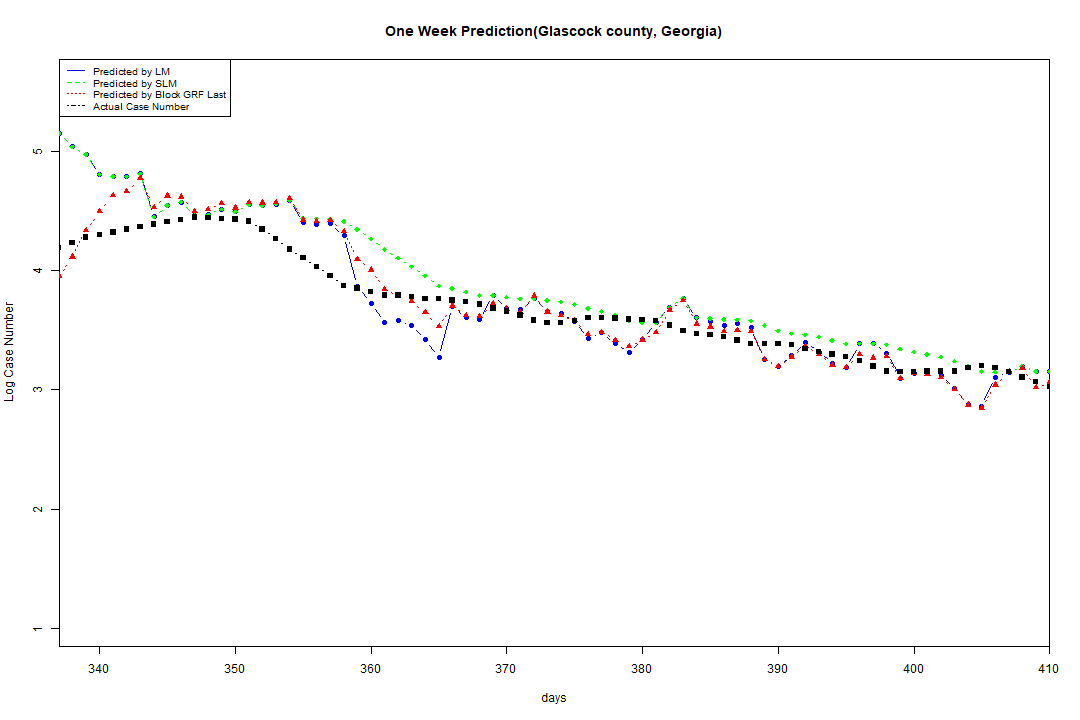 One Week Prediction(Glascock county, Georgia)
Predicted by LM
Predicted by SLM
Predicted by Block GRF Last
Actual Case Number
5
4
3
2
1
Log Case Number
340 350 360 370 380 390 400 410
days